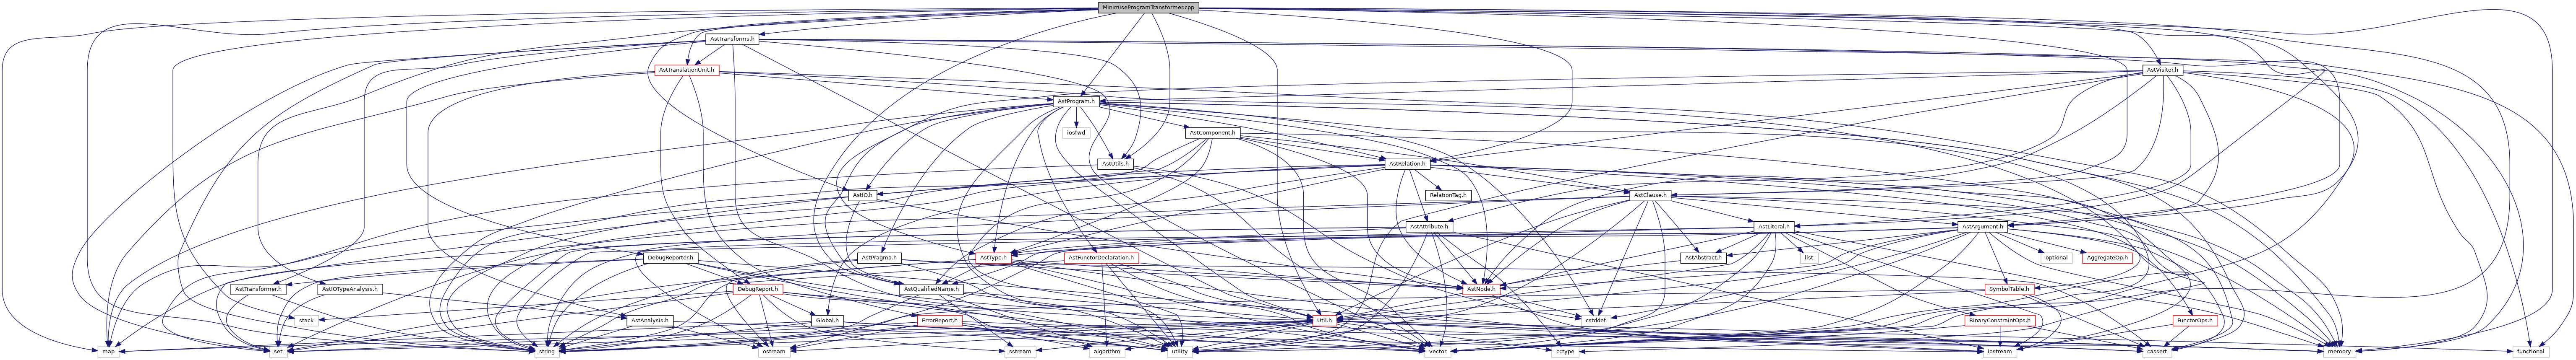 MinimiseProgramTransformer.cpp
AstTransforms.h
AstTranslationUnit.h
AstVisitor.h
AstProgram.h
iosfwd
AstComponent.h
AstUtils.h
AstRelation.h
AstIO.h
RelationTag.h
AstClause.h
AstAttribute.h
AstLiteral.h
AstArgument.h
DebugReporter.h
AstPragma.h
AstType.h
AstFunctorDeclaration.h
AstAbstract.h
list
optional
AggregateOp.h
AstTransformer.h
AstIOTypeAnalysis.h
DebugReport.h
AstQualifiedName.h
AstNode.h
SymbolTable.h
stack
AstAnalysis.h
Global.h
ErrorReport.h
Util.h
cstddef
BinaryConstraintOps.h
FunctorOps.h
map
set
string
ostream
sstream
algorithm
utility
vector
cctype
iostream
cassert
memory
functional